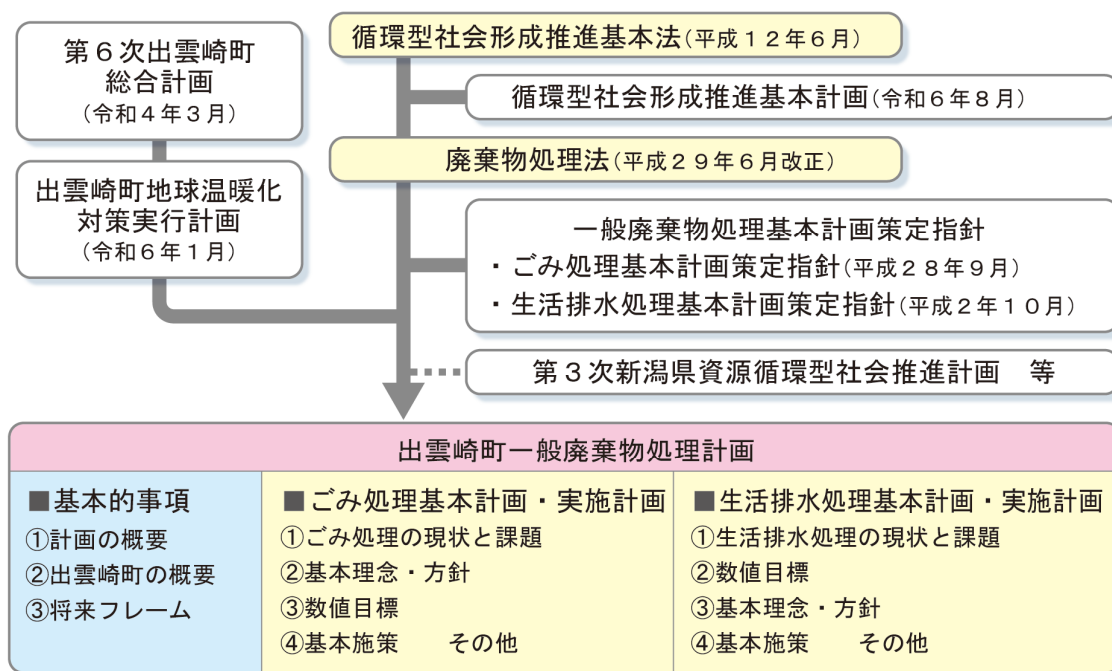 第６次出雲崎町
総合計画
（令和４年３月）
出雲崎町地球温暖化
対策実行計画
（令和６年１月）
循環型社会形成推進基本法（平成１２年６月）
循環型社会形成推進基本計画（令和６年８月）
廃棄物処理法（平成２９年６月改正）
一般廃棄物処理基本計画策定指針
・ごみ処理基本計画策定指針（平成２８年９月）
・生活排水処理基本計画策定指針（平成２年１０月）
第３次新潟県資源循環型社会推進計画　等
出雲崎町一般廃棄物処理計画
■基本的事項
①計画の概要
②出雲崎町の概要
③将来フレーム
■ごみ処理基本計画・実施計画
①ごみ処理の現状と課題
②基本理念・方針
③数値目標
④基本施策　　その他
■生活排水処理基本計画・実施計画
①生活排水処理の現状と課題
②数値目標
③基本理念・方針
④基本施策　　その他